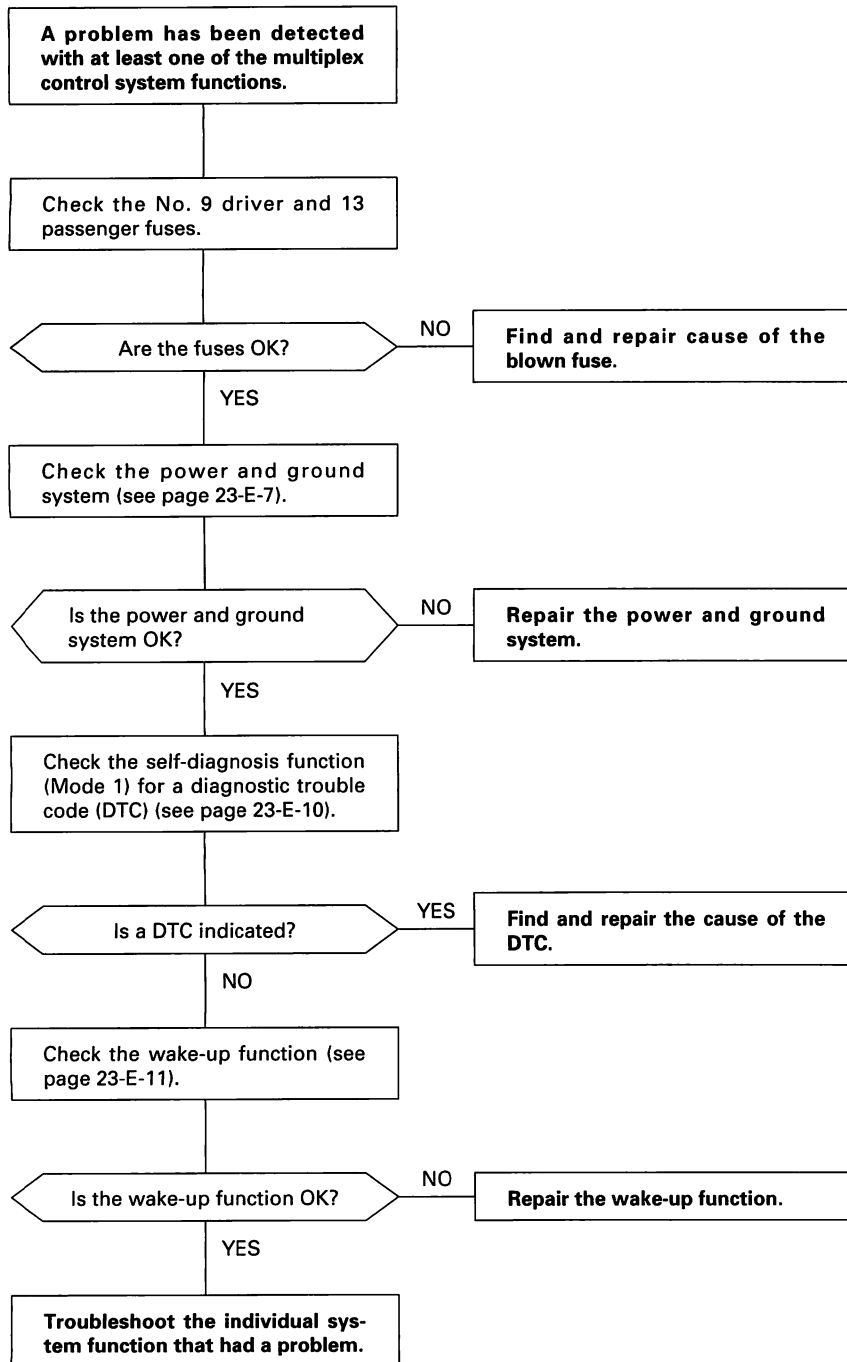 A problem has been detected
with at least one of the multiplex
control system functions.
Check the No. 9 driver and 13
passenger fuses.
Are the fuses OK?
NO
Find and repair cause of the
blown fuse.
YES
Check the power and ground
system (see page 23-E-7).
Is the power and ground
system OK?
NO
Repair the power and ground
system.
YES
Check the self-diagnosis function
(Mode 1) for a diagnostic trouble
code (DTC) (see page 23-E-10).
Is a DTC indicated?
YES
Find and repair the cause of the
DTC.
NO
Check the wake-up function (see
page 23-E-11).
Is the wake-up function OK?
NO
Repair the wake-up function.
YES
Troubleshoot the individual sys-
tem function that had a problem.